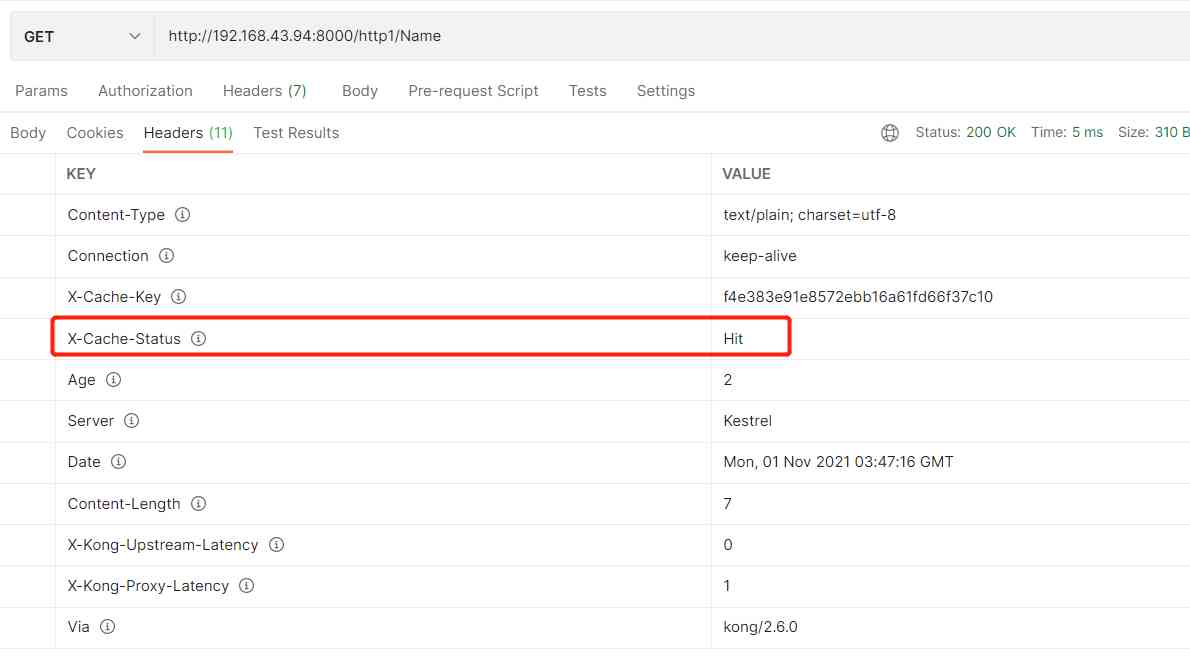 GET http://192.168.43.94:8000/http1/Name
Params Authorization Headers (7) Body Pre-request Script Tests Settings
Body Cookies Headers (11) Test Results Status: 200 OK Time: 5 ms Size: 310 B
KEY VALUE
Content-Type text/plain; charset=utf-8
Connection keep-alive
X-Cache-Key f4e383e91e8572ebb16a61fd66f37c10
X-Cache-Status Hit
Age 2
Server Kestrel
Date Mon, 01 Nov 2021 03:47:16 GMT
Content-Length 7
X-Kong-Upstream-Latency 0
X-Kong-Proxy-Latency 1
Via kong/2.6.0